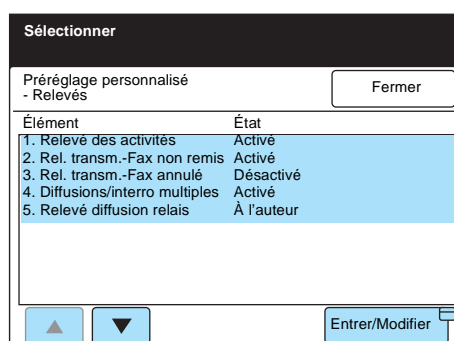 Sélectionner
Préréglage personnalisé
- Relevés
Fermer
Élément État
1. Relevé des activités Activé
2. Rel. transm.-Fax non remis Activé
3. Rel. transm.-Fax annulé Désactivé
4. Diffusions/interro multiples Activé
5. Relevé diffusion relais À l'auteur
Entrer/Modifier